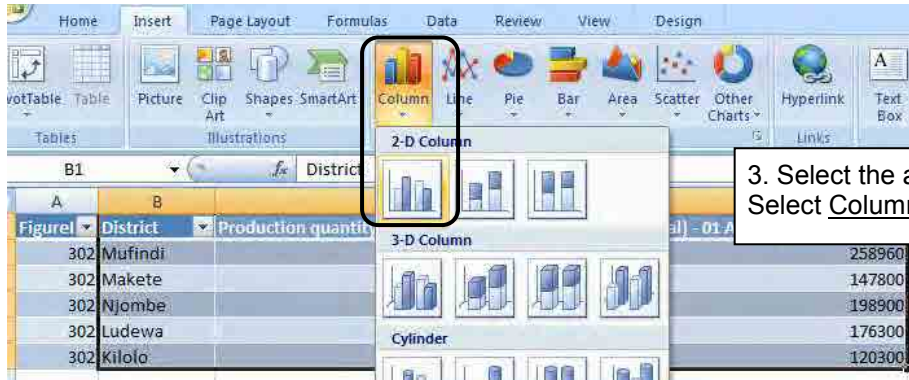 Home Insert Page Layout Formulas Data Review View Design
votTable Table Picture Clip Art Shapes SmartArt Column Line Pie Bar Area Scatter Other Charts Hyperlink Text Box
Tables Illustrations Links
2-D Column
B1 fx District
3. Select the
Select Column
A B
Figure District Production quantit al) - 01 A
3-D Column
302 Mufindi 258960
302 Makete 147800
302 Njombe 198900
302 Ludewa 176300
Cylinder
302 Kilolo 120300